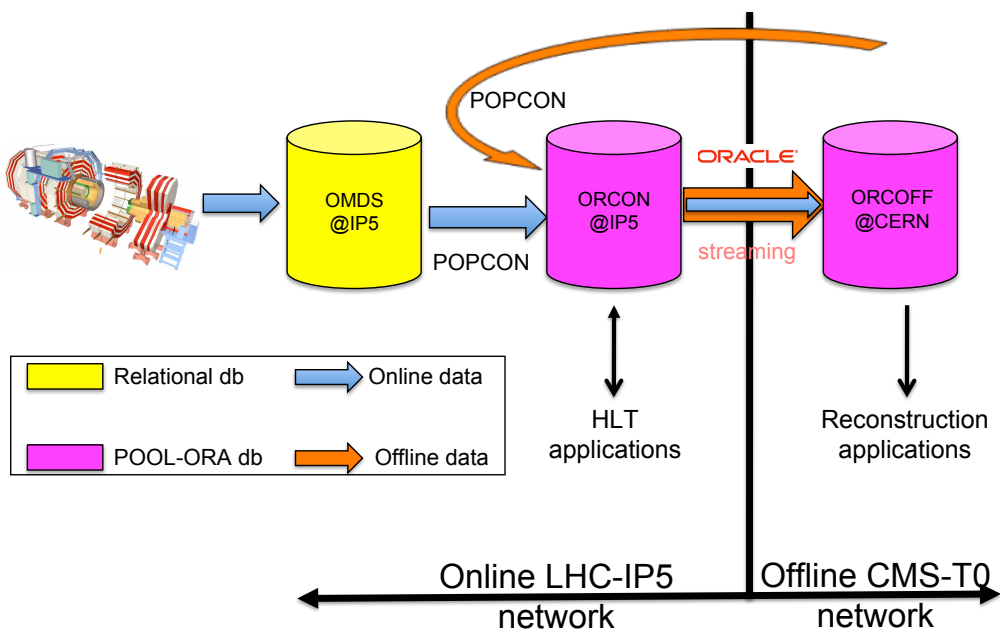 POPCON
ORACLE
OMDS
@IP5
ORCON
@IP5
ORCOFF
@CERN
POPCON
streaming
Relational db
Online data
POOL-ORA db
Offline data
HLT
applications
Reconstruction
applications
Online LHC-IP5
network
Offline CMS-T0
network